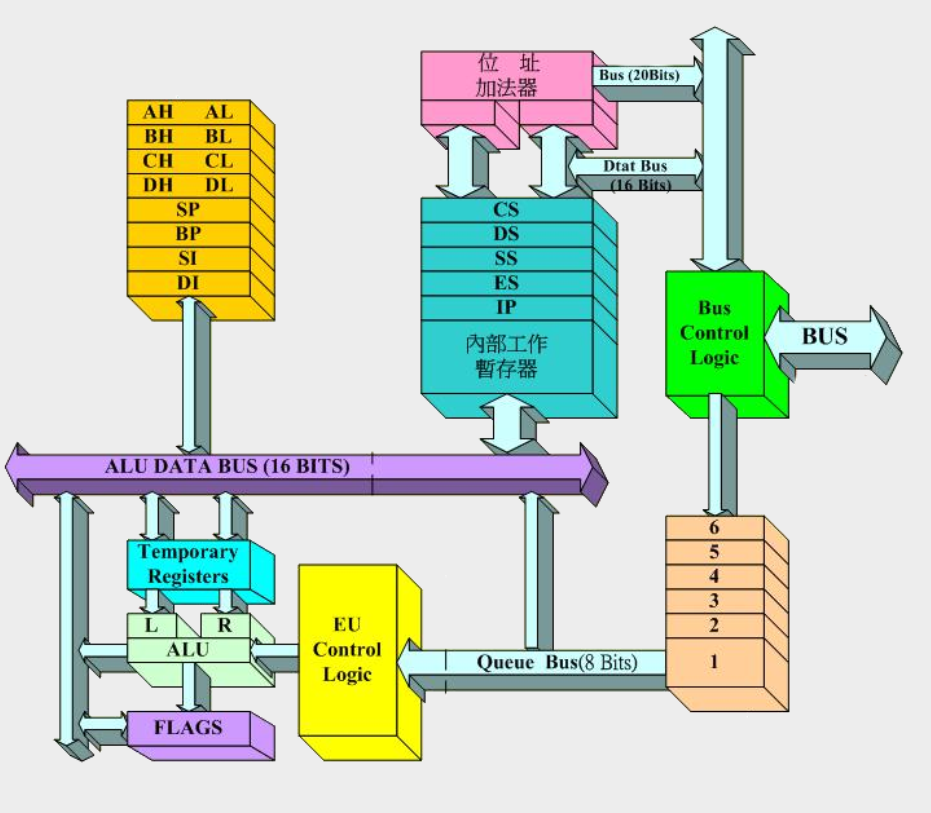 位 址
加法器
Bus (20Bits)
Dtat Bus
(16 Bits)
AH AL
BH BL
CH CL
DH DL
SP
BP
SI
DI
CS
DS
SS
ES
IP
內部工作
暫存器
Bus
Control
Logic
BUS
ALU DATA BUS (16 BITS)
6
5
4
3
2
1
Temporary
Registers
L R
ALU
FLAGS
EU
Control
Logic
Queue Bus(8 Bits)